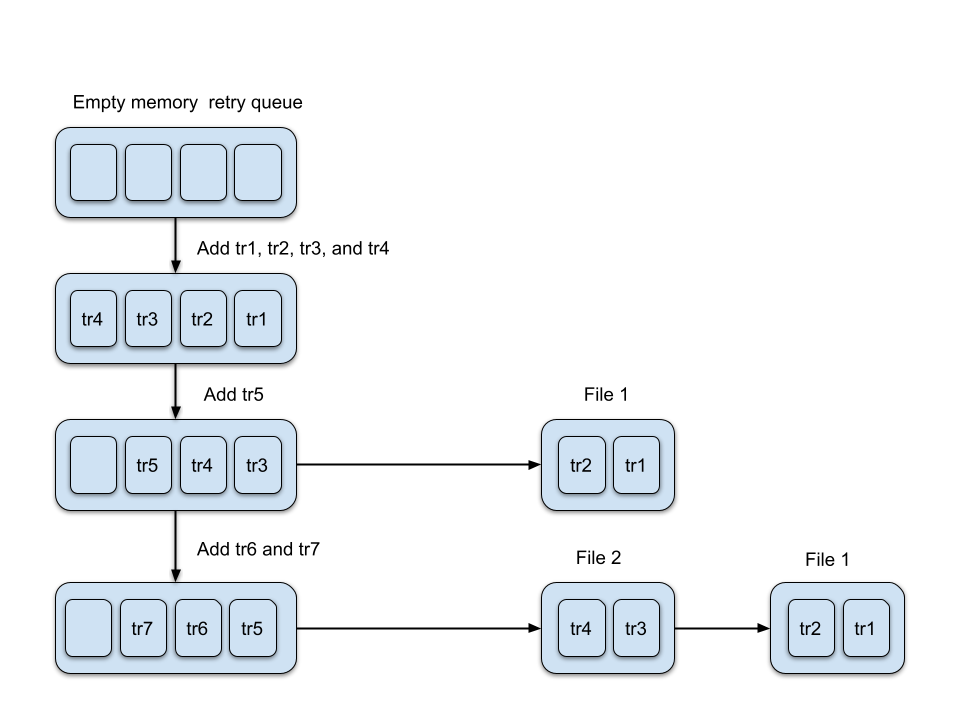 Empty memory  retry queue
Add tr1, tr2, tr3, and tr4
tr4 tr3 tr2 tr1
Add tr5
File 1
tr5 tr4 tr3
tr2 tr1
Add tr6 and tr7
File 2
File 1
tr7 tr6 tr5
tr4 tr3
tr2 tr1